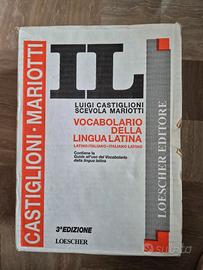 IL
LUIGI CASTIGLIONI
SCEVOLA MARIOTTI
VOCABOLARIO
DELLA
LINGUA LATINA
LATINO-ITALIANO • ITALIANO-LATINO
Contiene la
Guida all'uso del Vocabolario
della lingua latina
3ª EDIZIONE
LOESCHER
CASTIGLIONI • MARIOTTI
LOESCHER EDITORE
subito